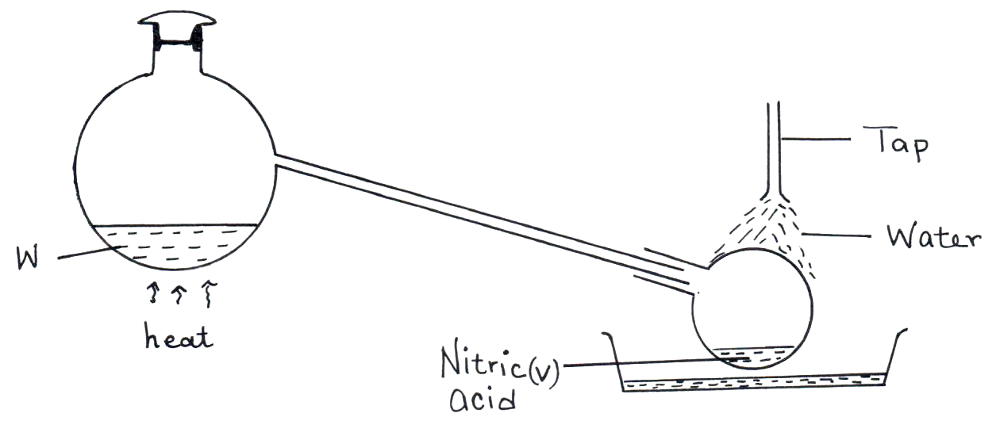 Tap
Water
W
heat
Nitric(v)
acid